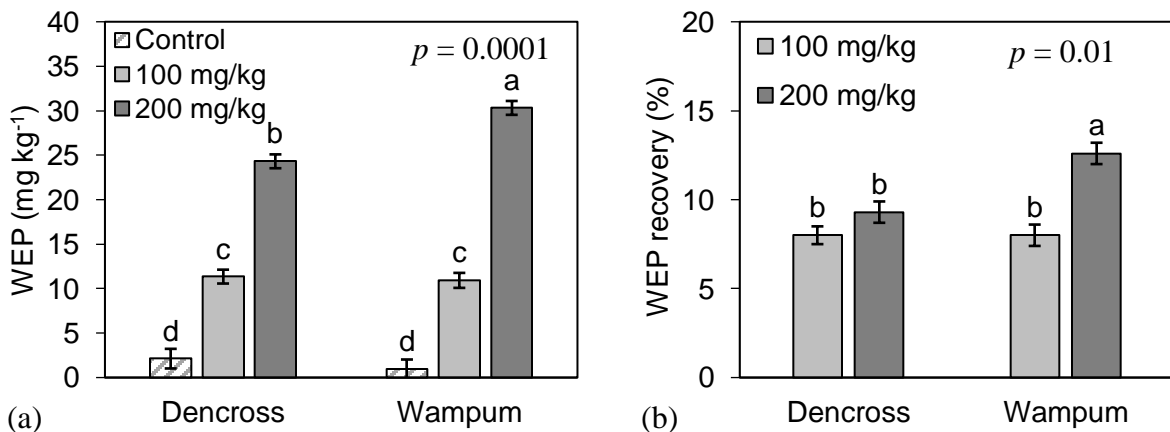 WEP (mg kg⁻¹)
40
35
30
25
20
15
10
5
0
Control
100 mg/kg
200 mg/kg
p = 0.0001
d
c
b
d
c
a
Dencross
Wampum
(a)
WEP recovery (%)
20
15
10
5
0
100 mg/kg
200 mg/kg
p = 0.01
b
b
b
a
Dencross
Wampum
(b)